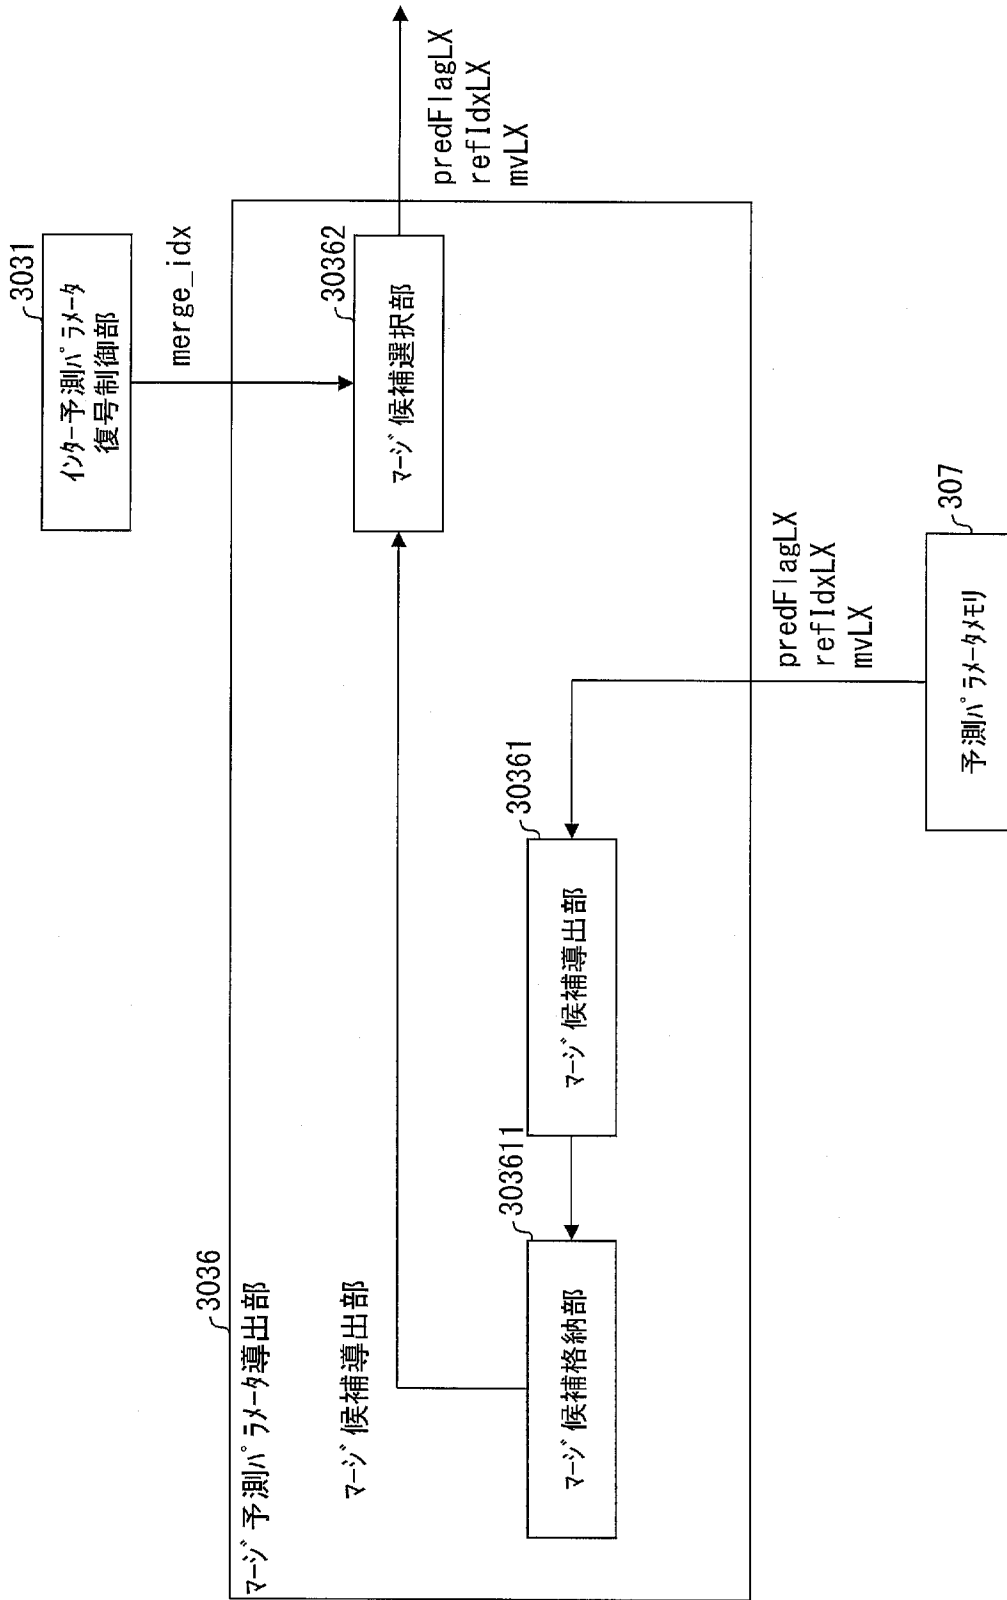 3031
インター予測パラメータ
復号制御部
merge_idx
3036
マージ予測パラメータ導出部
マージ候補導出部
30362
マージ候補選択部
predFlagLX
refIdxLX
mvLX
303611
マージ候補格納部
30361
マージ候補導出部
predFlagLX
refIdxLX
mvLX
307
予測パラメータメモリ